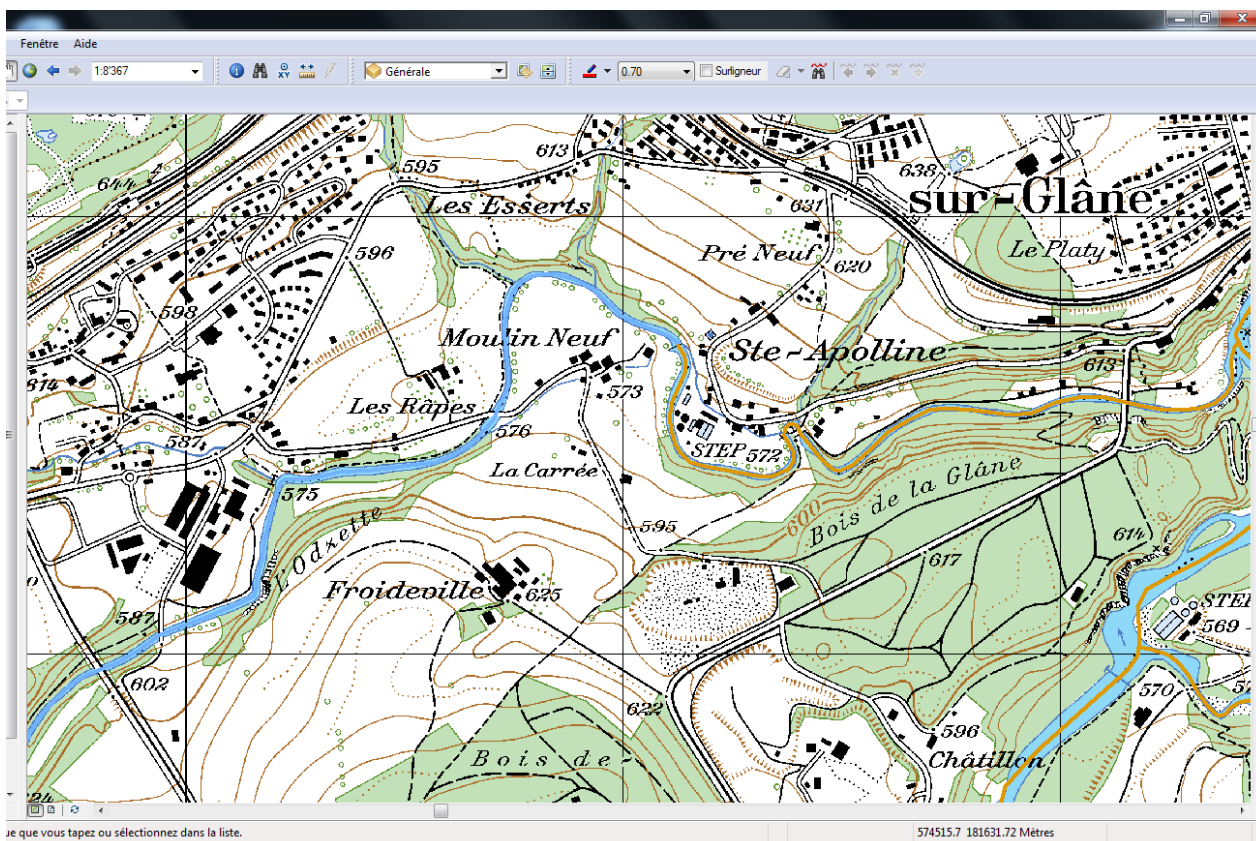 Fenêtre Aide
1:8'367
XY
Générale
0.70
Surligneur
613
595
638
644
sur-Glâne
Les Esserts
631
Le Platy
596
Pré Neuf
620
598
Moulin Neuf
Ste-Apolline
613
614
573
Les Râpes
587
576
STEP 572
La Carrée
575
Bois de la Glâne
600
595
614
L'Odzette
617
Froideville
625
STEP
569
587
602
570
622
596
Bois de
Châtillon
624
ue que vous tapez ou sélectionnez dans la liste.
574515.7 181631.72 Mètres